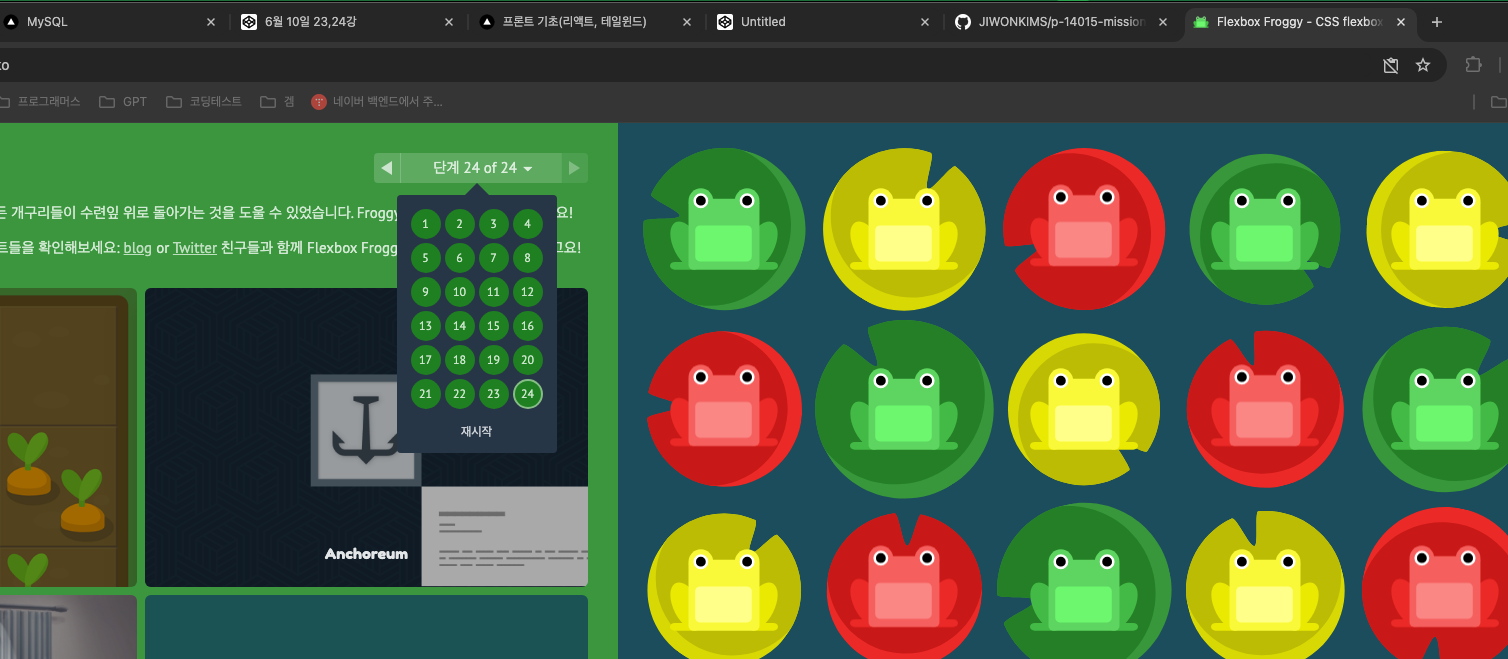 MySQL
6월 10일 23,24강
프론트 기초(리액트, 테일윈드)
Untitled
JIWONKIMS/p-14015-mission
Flexbox Froggy - CSS flexbox
프로그래머스
GPT
코딩테스트
겜
네이버 백엔드에서 주...
단계 24 of 24
든 개구리들이 수련잎 위로 돌아가는 것을 도울 수 있었습니다. Froggy
요!
트들을 확인해보세요: blog or Twitter 친구들과 함께 Flexbox Frogg
고요!
1 2 3 4
5 6 7 8
9 10 11 12
13 14 15 16
17 18 19 20
21 22 23 24
재시작
Anchoreum